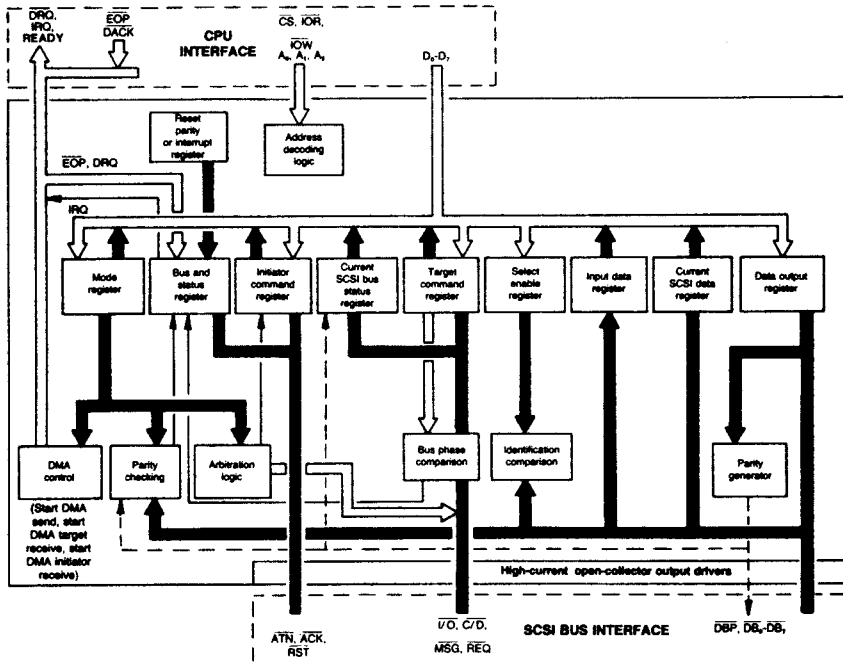 DRQ,
IRQ,
READY
EOP
DACK
CPU
INTERFACE
CS, IOR,
IOW
A₀, A₁, A₂
D₀-D₇
Reset
parity
or interrupt
register
Address
decoding
logic
EOP, DRQ
IRQ
Mode
register
Bus and
status
register
Initiator
command
register
Current
SCSI bus
status
register
Target
command
register
Select
enable
register
Input data
register
Current
SCSI data
register
Data output
register
DMA
control
Parity
checking
Arbitration
logic
Bus phase
comparison
Identification
comparison
Parity
generator
(Start DMA
send, start
DMA target
receive, start
DMA initiator
receive)
High-current open-collector output drivers
ATN, ACK,
RST
I/O, C/D,
MSG, REQ
SCSI BUS INTERFACE
DBP, DB₀-DB₇